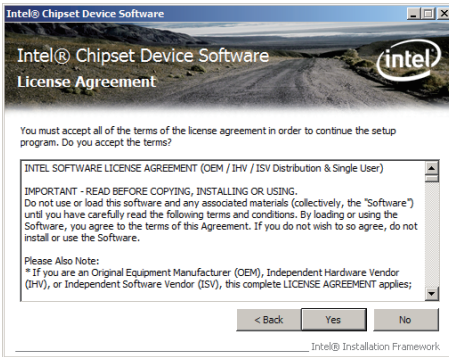 Intel® Chipset Device Software
Intel® Chipset Device Software
intel
License Agreement
You must accept all of the terms of the license agreement in order to continue the setup
program. Do you accept the terms?
INTEL SOFTWARE LICENSE AGREEMENT (OEM / IHV / ISV Distribution & Single User)
IMPORTANT - READ BEFORE COPYING, INSTALLING OR USING.
Do not use or load this software and any associated materials (collectively, the "Software")
until you have carefully read the following terms and conditions. By loading or using the
Software, you agree to the terms of this Agreement. If you do not wish to so agree, do not
install or use the Software.
Please Also Note:
* If you are an Original Equipment Manufacturer (OEM), Independent Hardware Vendor
(IHV), or Independent Software Vendor (ISV), this complete LICENSE AGREEMENT applies;
< Back Yes No
Intel® Installation Framework